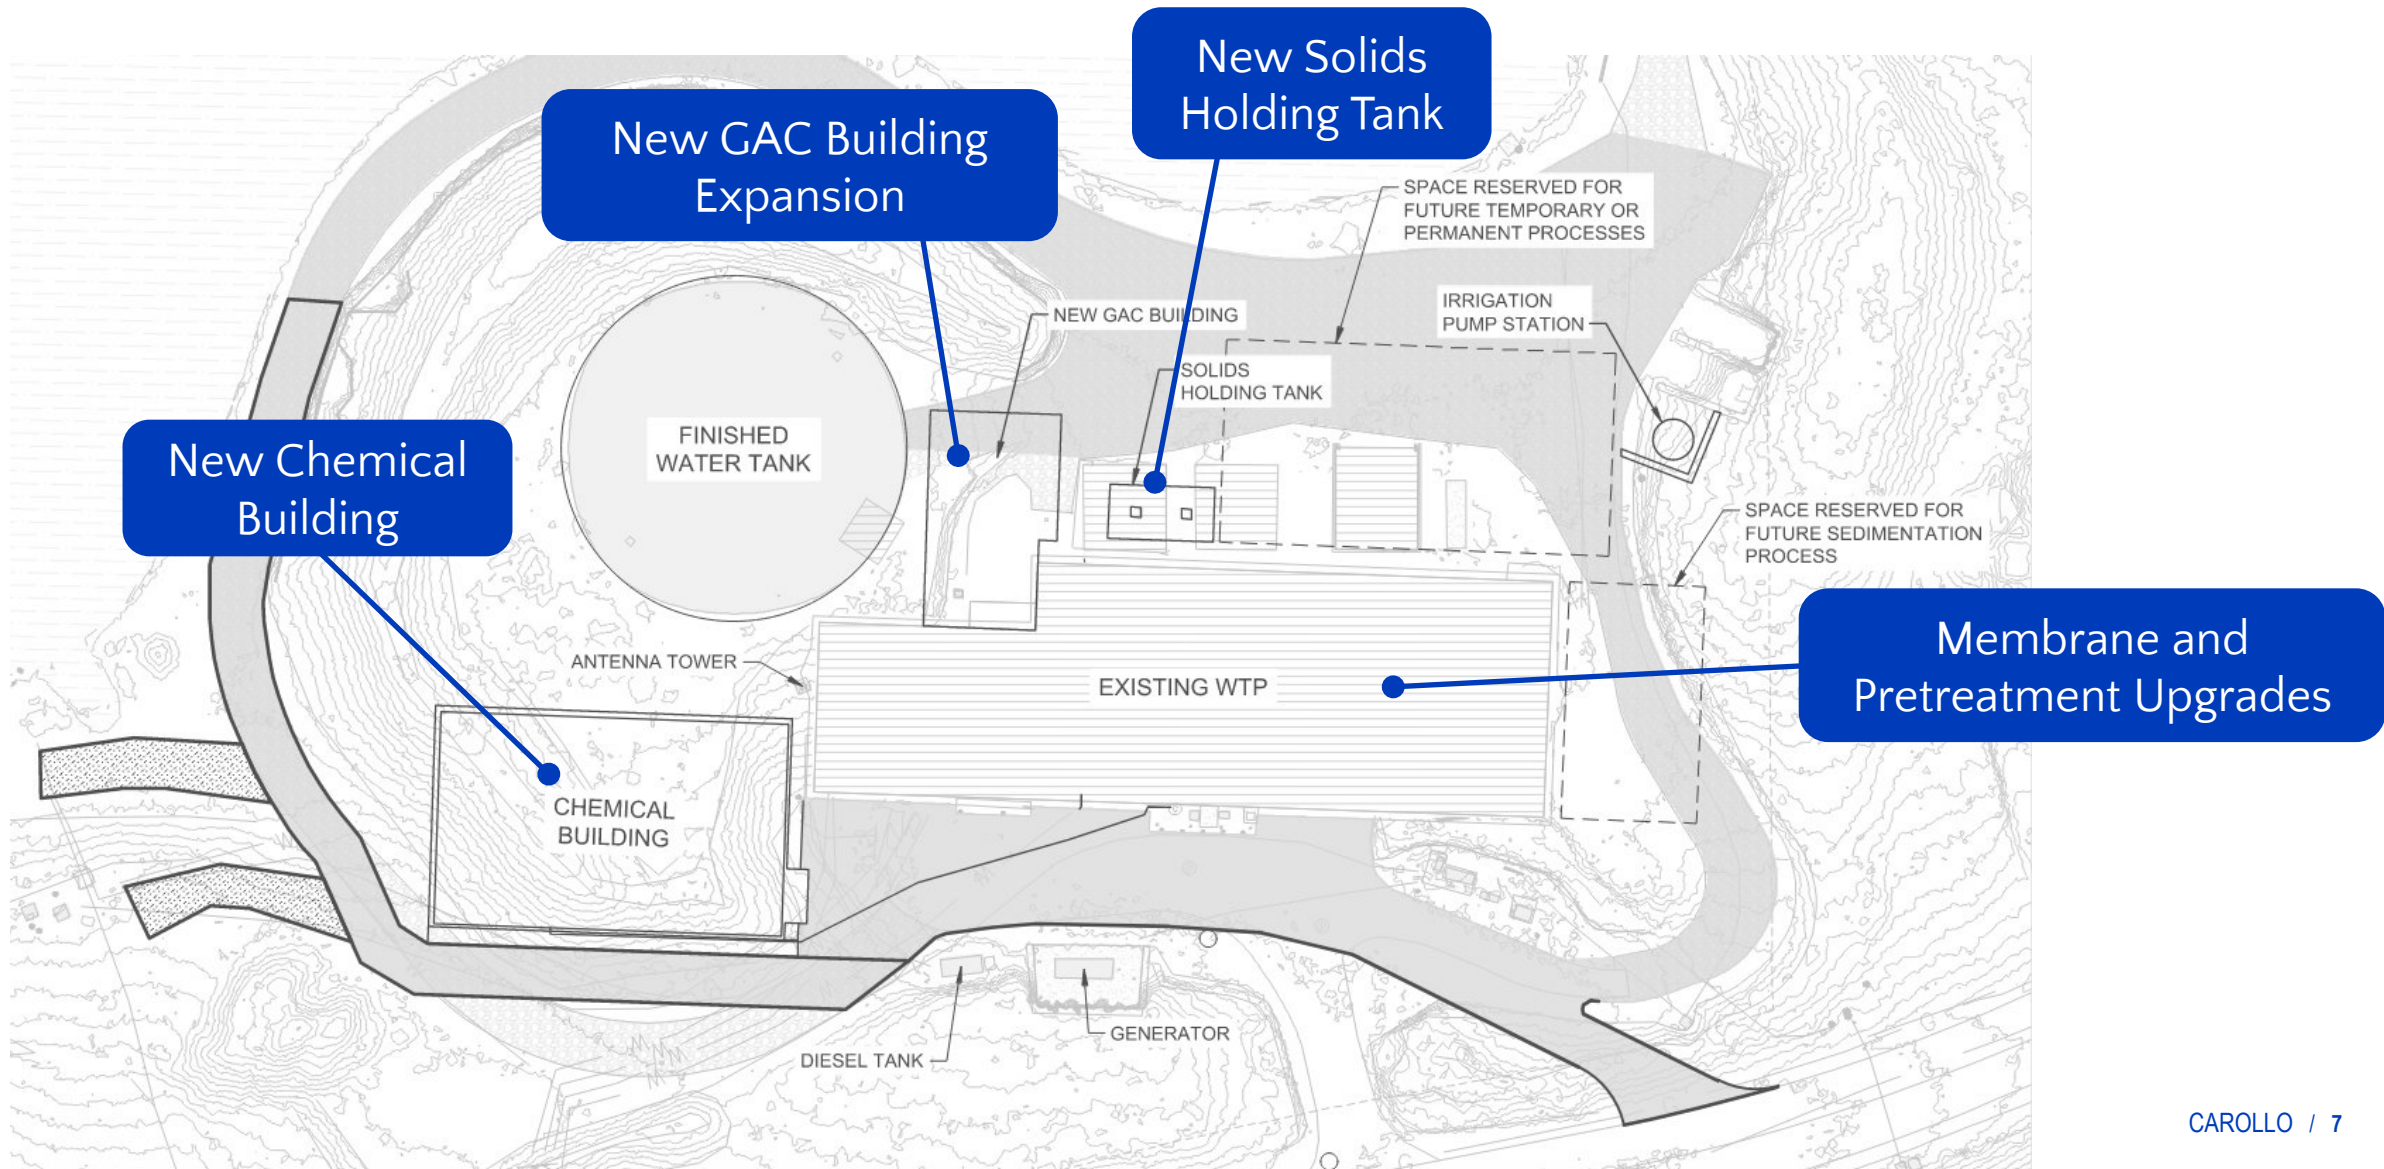 New Solids
Holding Tank
New GAC Building
Expansion
SPACE RESERVED FOR
FUTURE TEMPORARY OR
PERMANENT PROCESSES
NEW GAC BUILDING
IRRIGATION
PUMP STATION
SOLIDS
HOLDING TANK
FINISHED
WATER TANK
New Chemical
Building
SPACE RESERVED FOR
FUTURE SEDIMENTATION
PROCESS
Membrane and
Pretreatment Upgrades
ANTENNA TOWER
EXISTING WTP
CHEMICAL
BUILDING
GENERATOR
DIESEL TANK
CAROLLO / 7